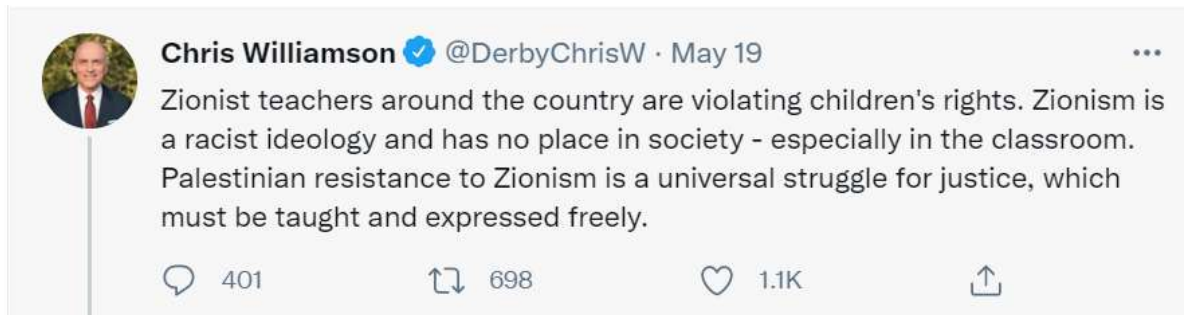 Chris Williamson @DerbyChrisW · May 19
Zionist teachers around the country are violating children's rights. Zionism is
a racist ideology and has no place in society - especially in the classroom.
Palestinian resistance to Zionism is a universal struggle for justice, which
must be taught and expressed freely.
401 698 1.1K